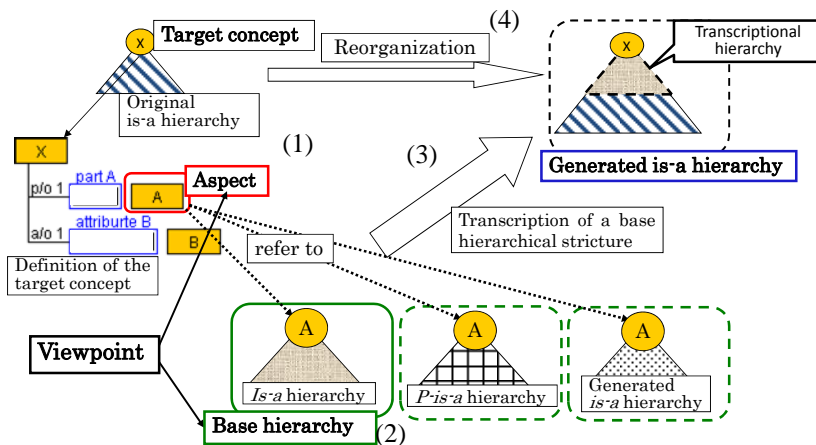 (4)
x
Target concept
Reorganization
x
Transcriptional
hierarchy
Original
is-a hierarchy
X
(1)
(3)
Generated is-a hierarchy
part A
Aspect
p/o 1
A
attriburte B
a/o 1
B
refer to
Transcription of a base
hierarchical stricture
Definition of the
target concept
A
A
A
Viewpoint
Is-a hierarchy
P-is-a hierarchy
Generated
is-a hierarchy
Base hierarchy
(2)